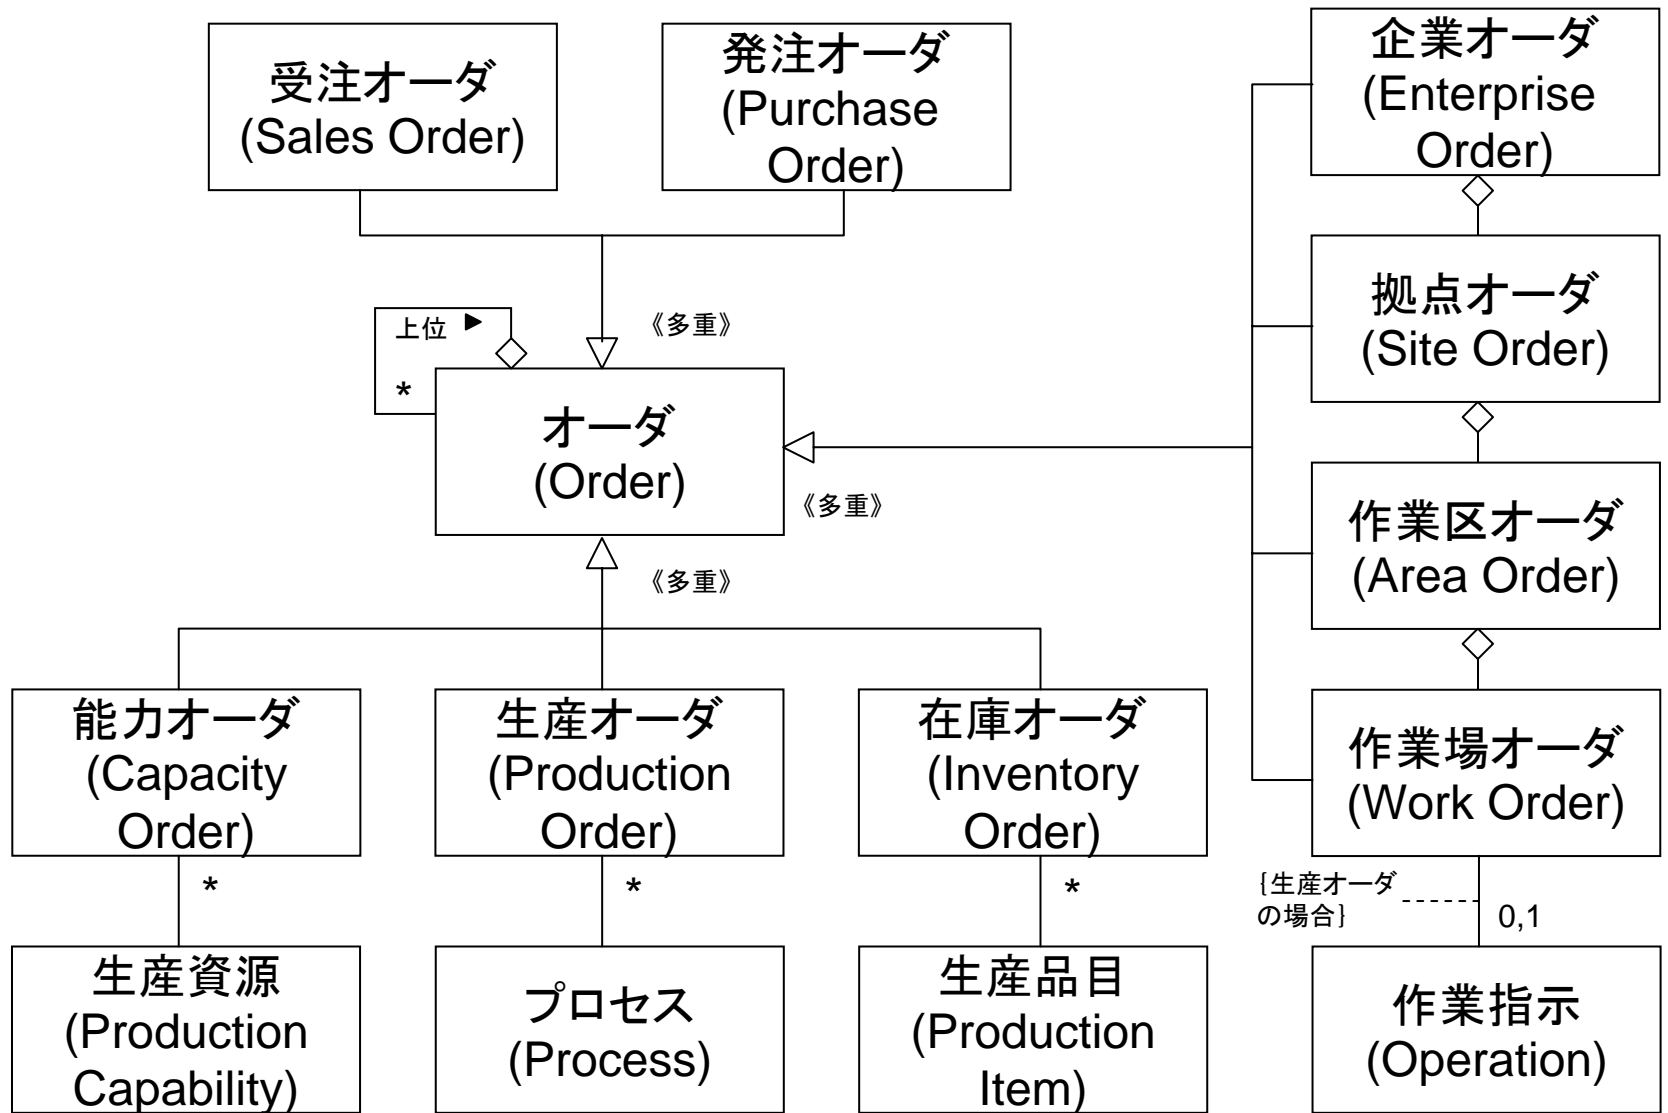 受注オーダ
(Sales Order)
発注オーダ
(Purchase
Order)
企業オーダ
(Enterprise
Order)
拠点オーダ
(Site Order)
上位 ▶
*
《多重》
オーダ
(Order)
《多重》
作業区オーダ
(Area Order)
《多重》
能力オーダ
(Capacity
Order)
生産オーダ
(Production
Order)
在庫オーダ
(Inventory
Order)
作業場オーダ
(Work Order)
*
*
*
{生産オーダ
の場合}
0,1
生産資源
(Production
Capability)
プロセス
(Process)
生産品目
(Production
Item)
作業指示
(Operation)